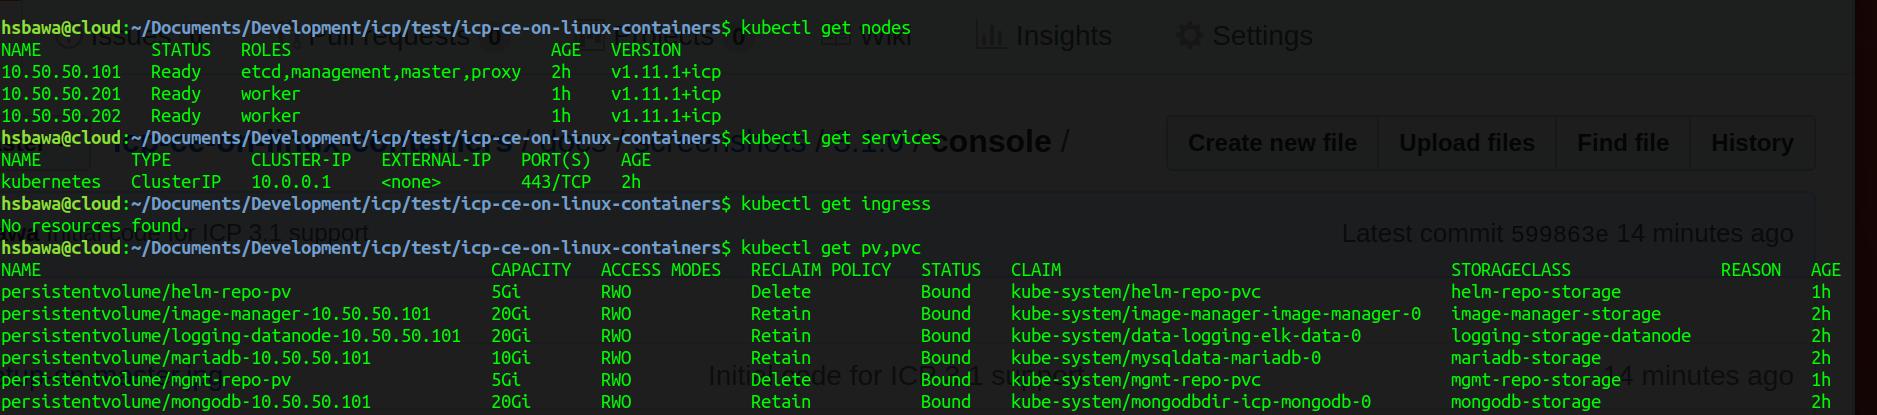 hsbawa@cloud:~/Documents/Development/icp/test/icp-ce-on-linux-containers$ kubectl get nodes
NAME STATUS ROLES AGE VERSION
Pull requests 0 Projects 0 Wiki Insights Settings
10.50.50.101 Ready etcd,management,master,proxy 2h v1.11.1+icp
10.50.50.201 Ready worker 1h v1.11.1+icp
10.50.50.202 Ready worker 1h v1.11.1+icp
hsbawa@cloud:~/Documents/Development/icp/test/icp-ce-on-linux-containers$ kubectl get services
console / Create new file Upload files Find file History
NAME TYPE CLUSTER-IP EXTERNAL-IP PORT(S) AGE
kubernetes ClusterIP 10.0.0.1 <none> 443/TCP 2h
hsbawa@cloud:~/Documents/Development/icp/test/icp-ce-on-linux-containers$ kubectl get ingress
No resources found.
Initial code for ICP 3.1 support Latest commit 599863e 14 minutes ago
hsbawa@cloud:~/Documents/Development/icp/test/icp-ce-on-linux-containers$ kubectl get pv,pvc
NAME CAPACITY ACCESS MODES RECLAIM POLICY STATUS CLAIM STORAGECLASS REASON AGE
persistentvolume/helm-repo-pv 5Gi RWO Delete Bound kube-system/helm-repo-pvc helm-repo-storage 1h
persistentvolume/image-manager-10.50.50.101 20Gi RWO Retain Bound kube-system/image-manager-image-manager-0 image-manager-storage 2h
persistentvolume/logging-datanode-10.50.50.101 20Gi RWO Retain Bound kube-system/data-logging-elk-data-0 logging-storage-datanode 2h
persistentvolume/mariadb-10.50.50.101 10Gi RWO Retain Bound kube-system/mysqldata-mariadb-0 mariadb-storage 2h
persistentvolume/mgmt-repo-pv 5Gi RWO Delete Bound kube-system/mgmt-repo-pvc mgmt-repo-storage 1h
Initial code for ICP 3.1 support 14 minutes ago
persistentvolume/mongodb-10.50.50.101 20Gi RWO Retain Bound kube-system/mongodbdir-icp-mongodb-0 mongodb-storage 2h